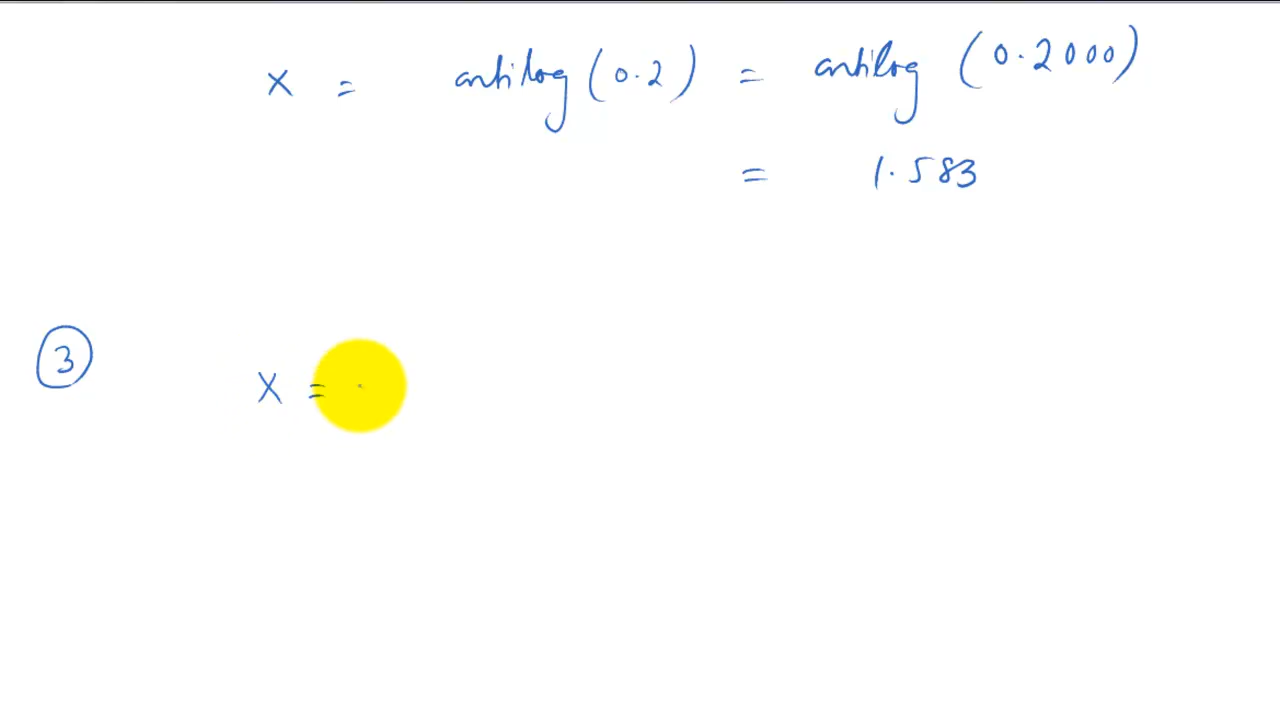 x = antilog (0.2) = antilog (0.2000)
= 1.583
3 x =